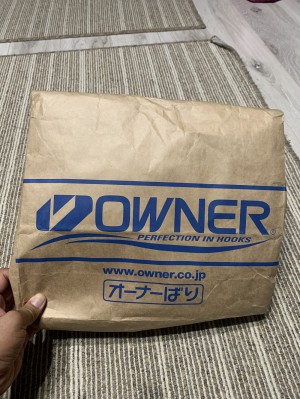 OWNER
PERFECTION IN HOOKS
www.owner.co.jp
オーナーばり